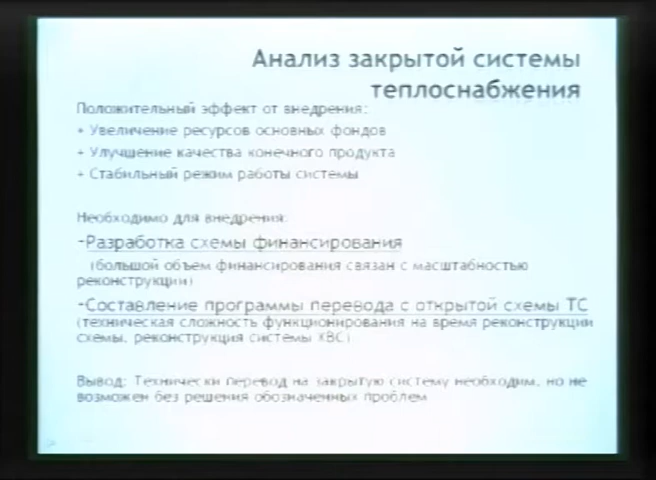 Анализ закрытой системы
теплоснабжения
Положительный эффект от внедрения:
+ Увеличение ресурсов основных фондов
+ Улучшение качества конечного продукта
+ Стабильный режим работы системы
Необходимо для внедрения:
-Разработка схемы финансирования
(большой объем финансирования связан с масштабностью
реконструкции)
-Составление программы перевода с открытой схемы ТС
(техническая сложность функционирования на время реконструкции
схемы, реконструкция системы ХВС)
Вывод: Технически перевод на закрытую систему необходим, но не
возможен без решения обозначенных проблем